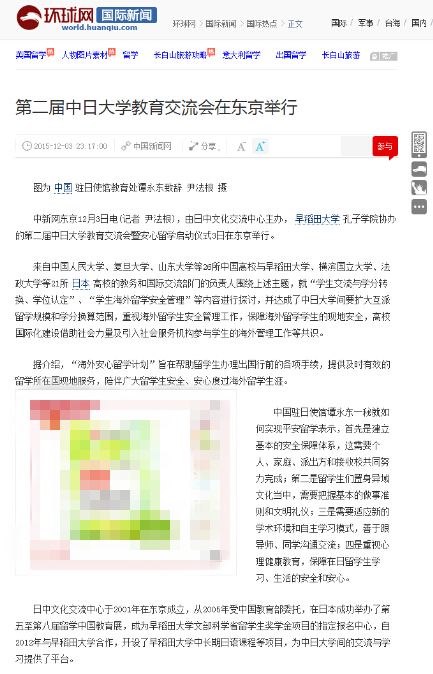 环球网 国际新闻
world.huanqiu.com
环球网 > 国际新闻 > 国际热点 > 正文
国际 / 军事 / 台海 / 国内 /
美国留学 人物图片素材 留学 长白山旅游攻略 意大利留学 出国留学 长白山旅游
第二届中日大学教育交流会在东京举行
2015-12-03 23:17:00 中国新闻网 分享 A- A+ 参与
图为 中国 驻日使馆教育处谭永东致辞 尹法根 摄
中新网东京12月3日电(记者 尹法根),由日中文化交流中心主办, 早稻田大学 孔子学院协办
的第二届中日大学教育交流会暨安心留学启动仪式3日在东京举行。
来自中国人民大学、复旦大学、山东大学等26所中国高校与早稻田大学、横滨国立大学、法
政大学等21所 日本 高校的教务和国际交流部门的负责人围绕上述主题,就“学生交流与学分转
换、学位认定”、“学生海外留学安全管理”等内容进行探讨,并达成了中日大学间要扩大互派
留学规模和学分换算范围,重视海外留学生安全管理工作,保障海外留学学生的现地安全,高校
国际化建设借助社会力量及引入社会服务机构参与学生的海外管理工作等共识。
据介绍,“海外安心留学计划”旨在帮助留学生办理出国行前的各项手续,提供及时有效的
留学所在国现地服务,陪伴广大留学生安全、安心度过海外留学生涯。
中国驻日使馆谭永东一秘就如
何实现平安留学表示,首先是建立
基本的安全保障体系,这需要个
人、家庭、派出方和接收校共同努
力完成;第二是留学生们置身异域
文化当中,需要把握基本的做事准
则和文明礼仪;三是需要适应新的
学术环境和自主学习模式,善于跟
导师、同学沟通交流;四是重视心
理健康教育,保障在日留学生学
习、生活的安全和安心。
日中文化交流中心于2001年在东京成立,从2005年受中国教育部委托,在日本成功举办了第
五至第八届留学中国教育展,成为早稻田大学文部科学省留学生奖学金项目的指定报名中心,自
2012年与早稻田大学合作,开设了早稻田大学中长期日语课程等项目,为中日大学间的交流与学
习提供了平台。